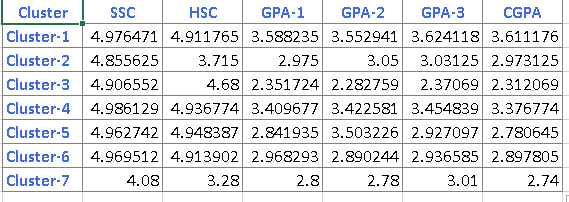 Cluster SSC HSC GPA-1 GPA-2 GPA-3 CGPA
Cluster-1 4.976471 4.911765 3.588235 3.552941 3.624118 3.611176
Cluster-2 4.855625 3.715 2.975 3.05 3.03125 2.973125
Cluster-3 4.906552 4.68 2.351724 2.282759 2.37069 2.312069
Cluster-4 4.986129 4.936774 3.409677 3.422581 3.454839 3.376774
Cluster-5 4.962742 4.948387 2.841935 3.503226 2.927097 2.780645
Cluster-6 4.969512 4.913902 2.968293 2.890244 2.936585 2.897805
Cluster-7 4.08 3.28 2.8 2.78 3.01 2.74